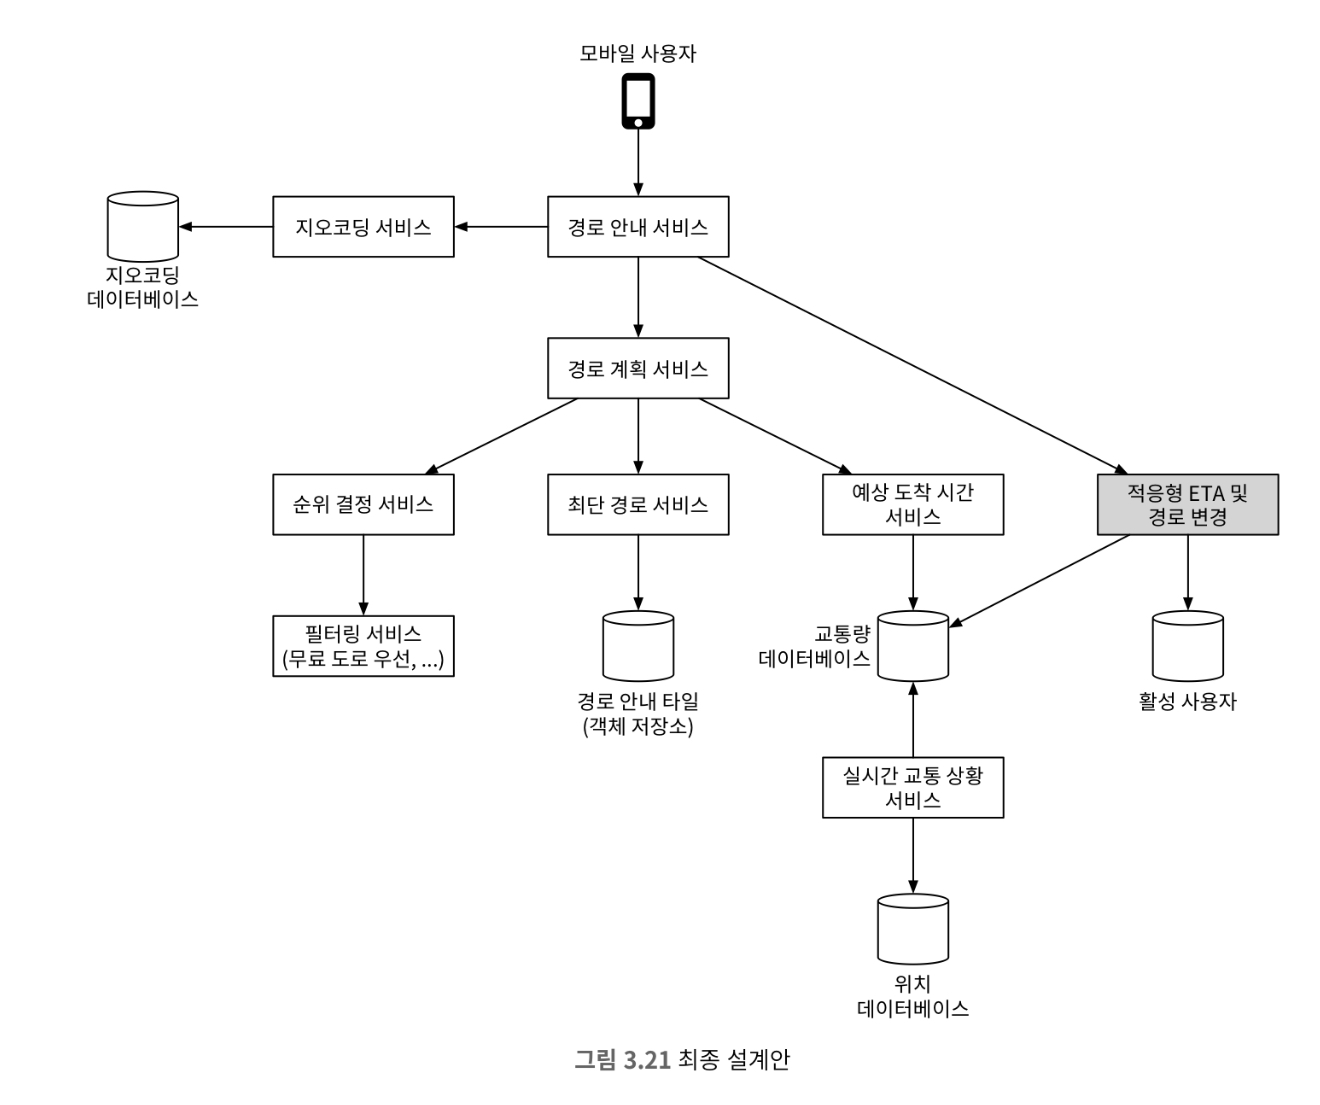 모바일 사용자
지오코딩 서비스
경로 안내 서비스
지오코딩
데이터베이스
경로 계획 서비스
순위 결정 서비스
최단 경로 서비스
예상 도착 시간
서비스
적응형 ETA 및
경로 변경
필터링 서비스
(무료 도로 우선, ...)
경로 안내 타일
(객체 저장소)
교통량
데이터베이스
활성 사용자
실시간 교통 상황
서비스
위치
데이터베이스
그림 3.21 최종 설계안